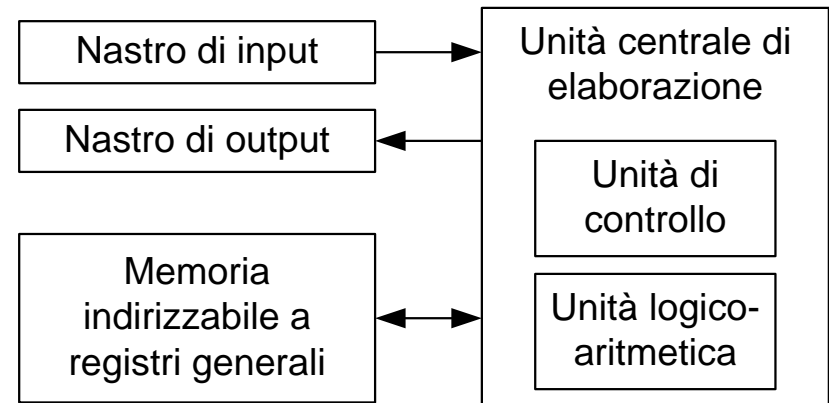 Nastro di input
Nastro di output
Memoria
indirizzabile a
registri generali
Unità centrale di
elaborazione
Unità di
controllo
Unità logico-
aritmetica